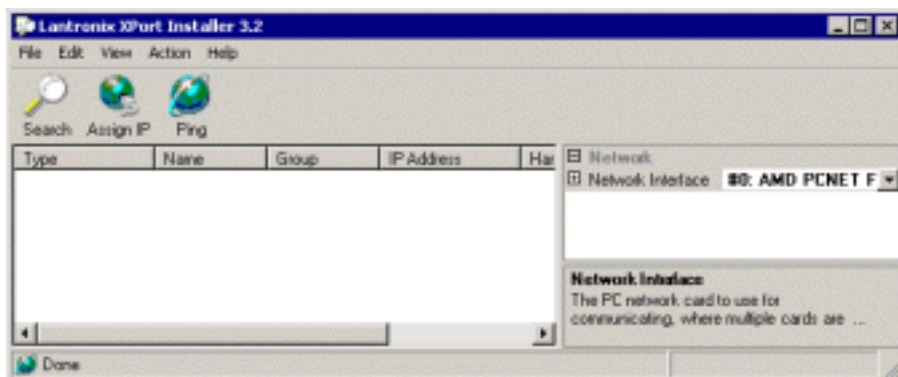 Lantronix XPort Installer 3.2
File Edit View Action Help
Search Assign IP Ping
Type Name Group IP Address Har
Network
Network Interface #0: AMD PCNET F
Network Interface
The PC network card to use for
communicating, where multiple cards are ...
Done